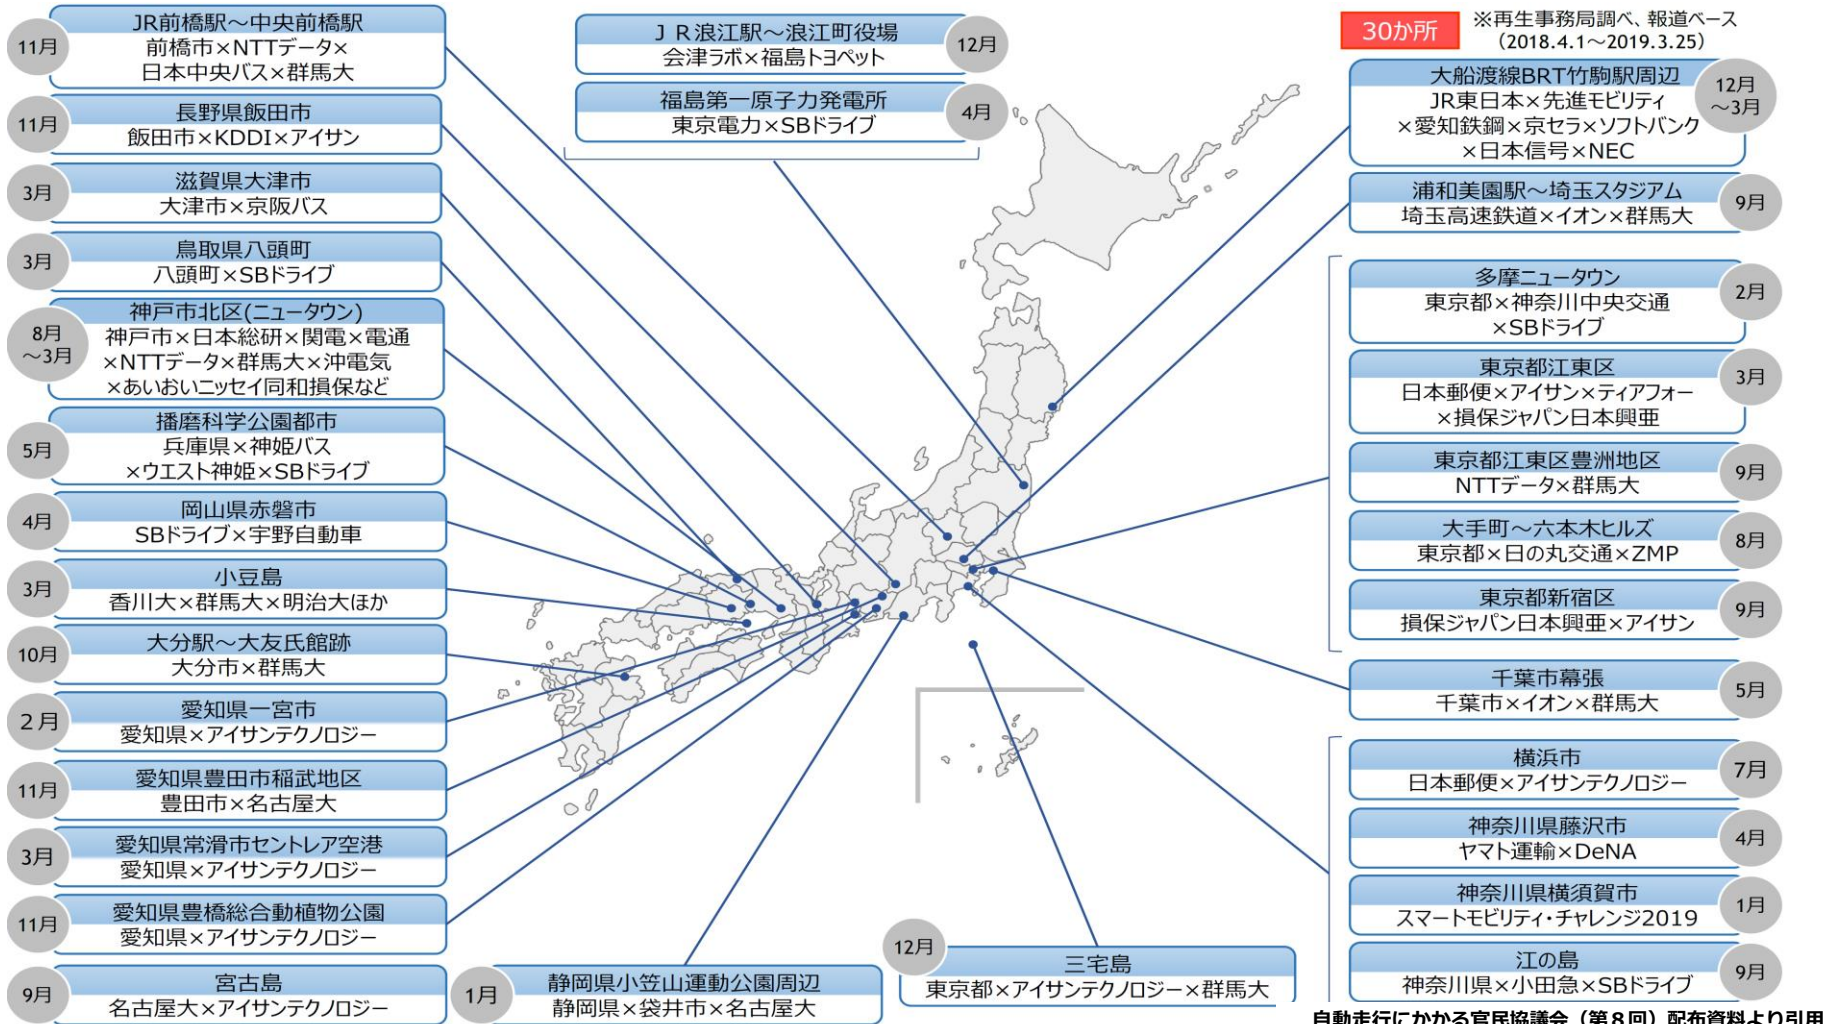 11月
JR前橋駅～中央前橋駅
前橋市×NTTデータ×
日本中央バス×群馬大
11月
長野県飯田市
飯田市×KDDI×アイサン
3月
滋賀県大津市
大津市×京阪バス
3月
鳥取県八頭町
八頭町×SBドライブ
8月
～3月
神戸市北区(ニュータウン)
神戸市×日本総研×関電×電通
×NTTデータ×群馬大×沖電気
×あいおいニッセイ同和損保など
5月
播磨科学公園都市
兵庫県×神姫バス
×ウエスト神姫×SBドライブ
4月
岡山県赤磐市
SBドライブ×宇野自動車
3月
小豆島
香川大×群馬大×明治大ほか
10月
大分駅～大友氏館跡
大分市×群馬大
2月
愛知県一宮市
愛知県×アイサンテクノロジー
11月
愛知県豊田市稲武地区
豊田市×名古屋大
3月
愛知県常滑市セントレア空港
愛知県×アイサンテクノロジー
11月
愛知県豊橋総合動植物公園
愛知県×アイサンテクノロジー
9月
宮古島
名古屋大×アイサンテクノロジー
ＪＲ浪江駅～浪江町役場
会津ラボ×福島トヨペット
12月
福島第一原子力発電所
東京電力×SBドライブ
4月
1月
静岡県小笠山運動公園周辺
静岡県×袋井市×名古屋大
12月
三宅島
東京都×アイサンテクノロジー×群馬大
30か所
※再生事務局調べ、報道ベース
（2018.4.1～2019.3.25）
大船渡線BRT竹駒駅周辺
JR東日本×先進モビリティ
×愛知鉄鋼×京セラ×ソフトバンク
×日本信号×NEC
12月
～3月
浦和美園駅～埼玉スタジアム
埼玉高速鉄道×イオン×群馬大
9月
多摩ニュータウン
東京都×神奈川中央交通
×SBドライブ
2月
東京都江東区
日本郵便×アイサン×ティアフォー
×損保ジャパン日本興亜
3月
東京都江東区豊洲地区
NTTデータ×群馬大
9月
大手町～六本木ヒルズ
東京都×日の丸交通×ZMP
8月
東京都新宿区
損保ジャパン日本興亜×アイサン
9月
千葉市幕張
千葉市×イオン×群馬大
5月
横浜市
日本郵便×アイサンテクノロジー
7月
神奈川県藤沢市
ヤマト運輸×DeNA
4月
神奈川県横須賀市
スマートモビリティ・チャレンジ2019
1月
江の島
神奈川県×小田急×SBドライブ
9月
自動走行にかかる官民協議会（第８回）配布資料より引用